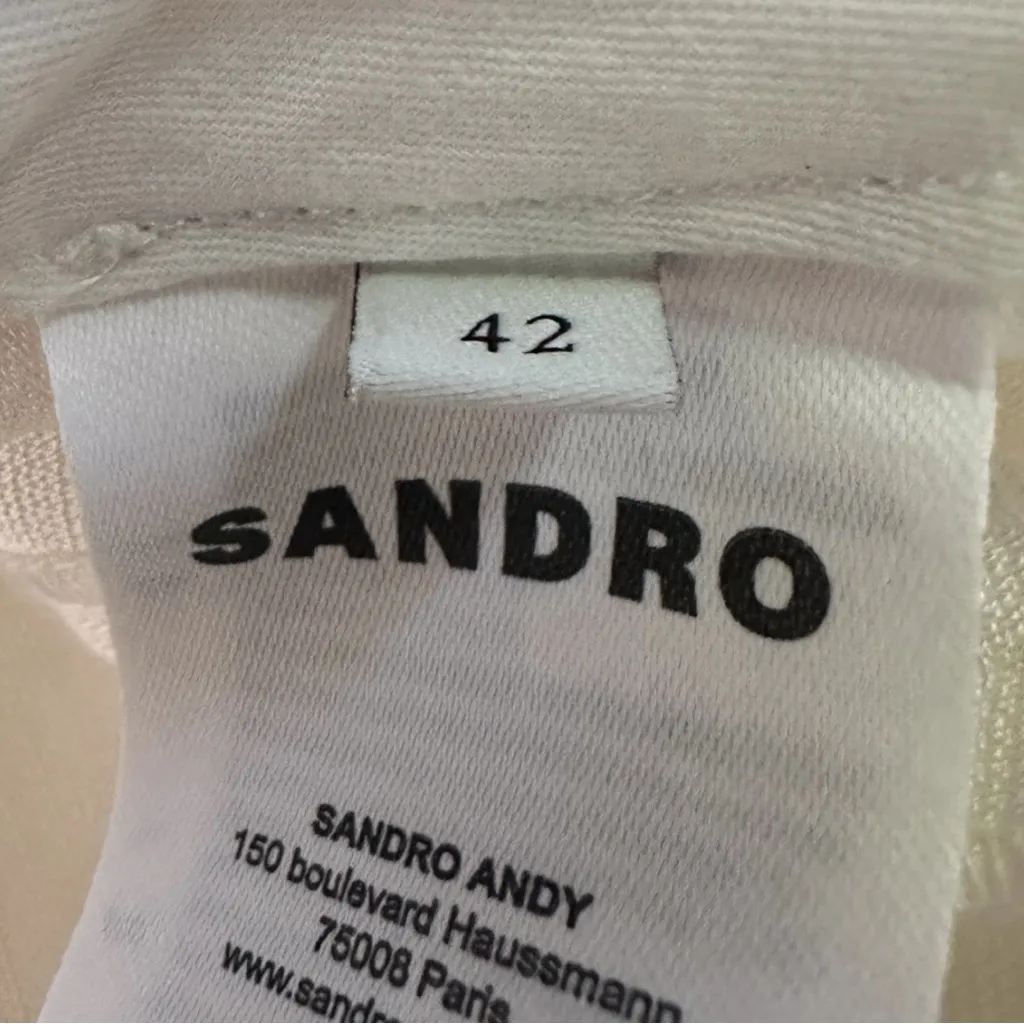 42
SANDRO
SANDRO ANDY
150 boulevard Haussmann
75008 Paris